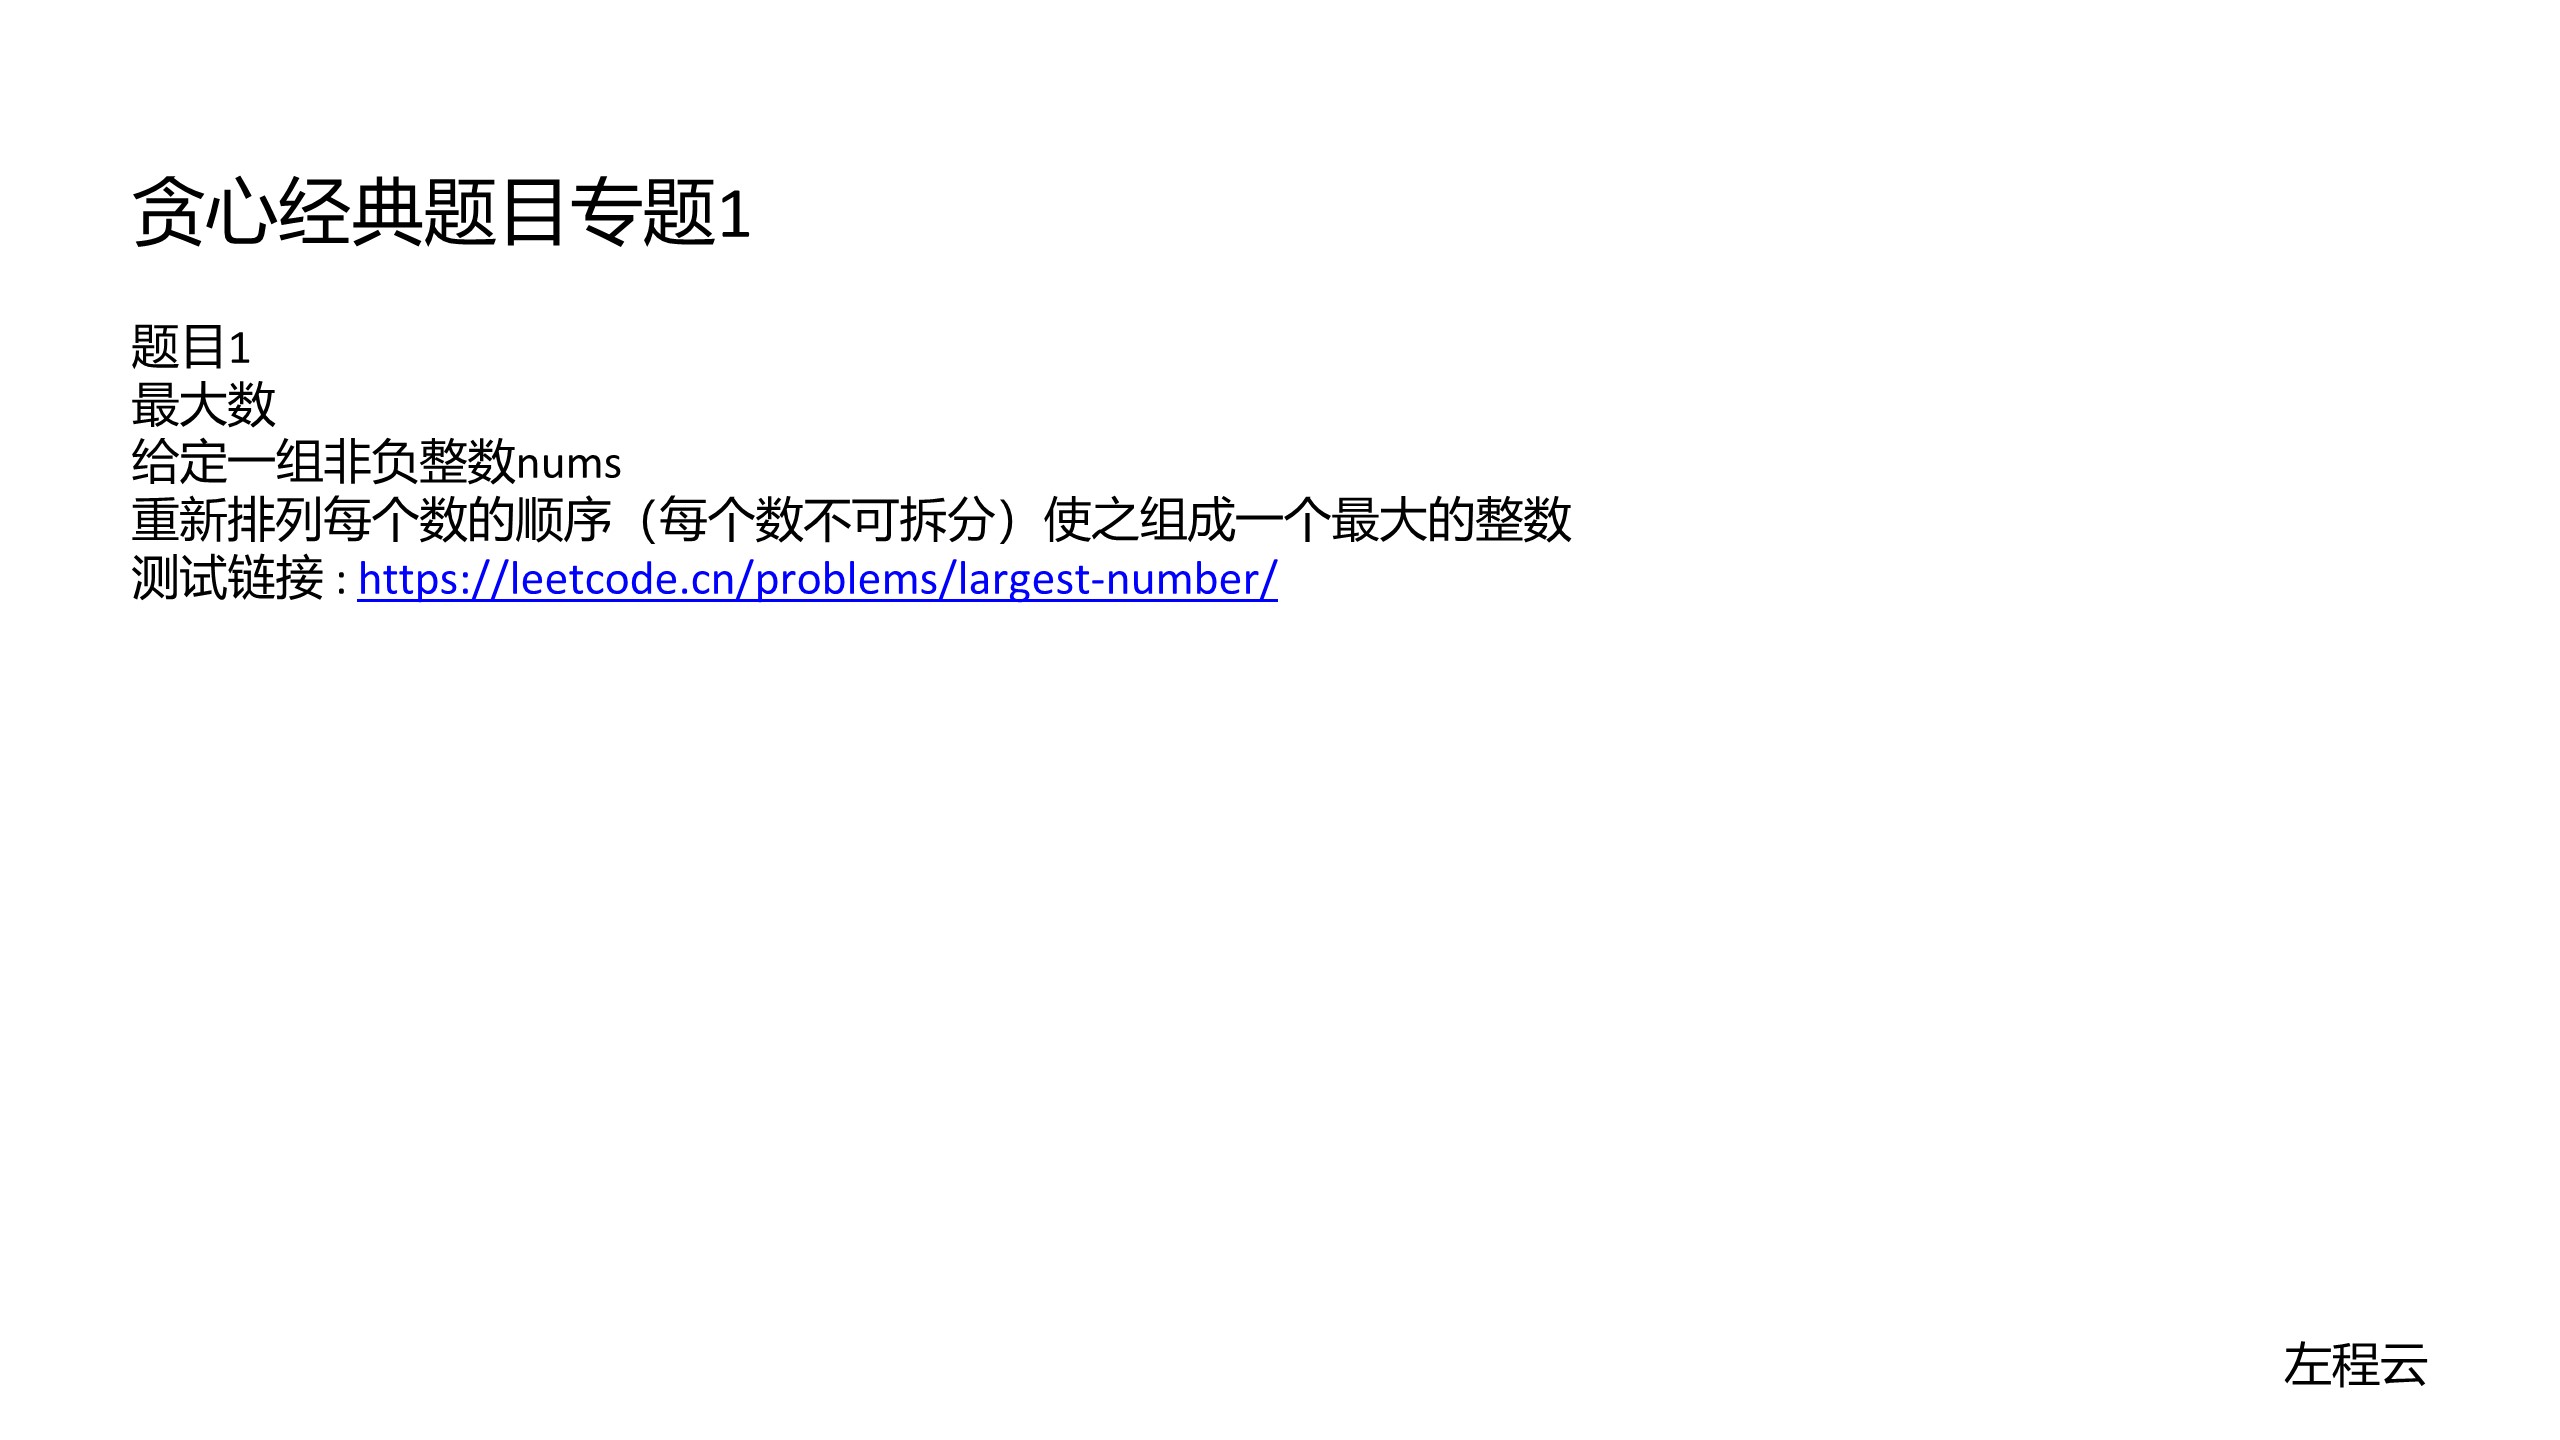 贪心经典题目专题1
题目1
最大数
给定一组非负整数nums
重新排列每个数的顺序（每个数不可拆分）使之组成一个最大的整数
测试链接 : https://leetcode.cn/problems/largest-number/
左程云